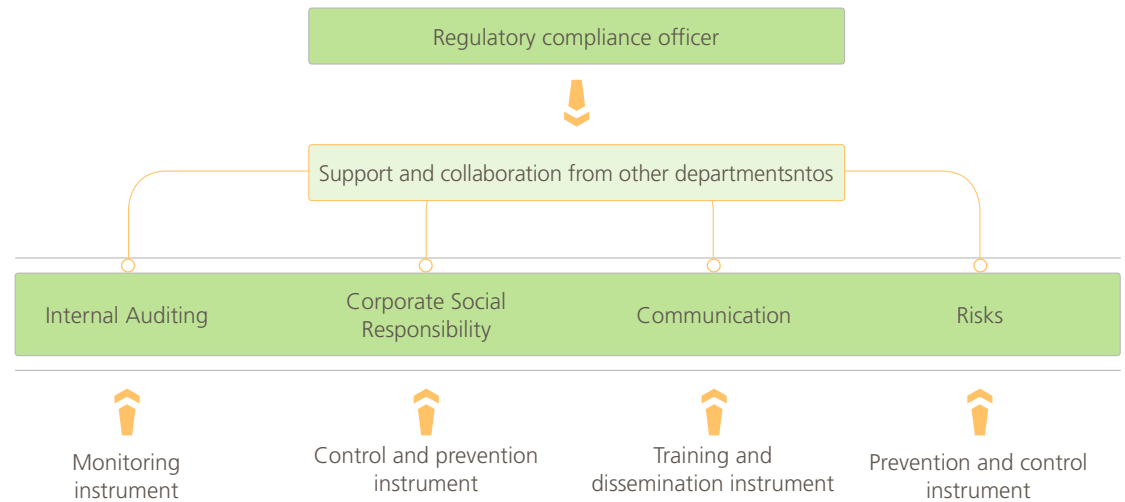 Regulatory compliance officer
Support and collaboration from other departmentsntos
Internal Auditing
Corporate Social
Responsibility
Communication
Risks
Monitoring
instrument
Control and prevention
instrument
Training and
dissemination instrument
Prevention and control
instrument